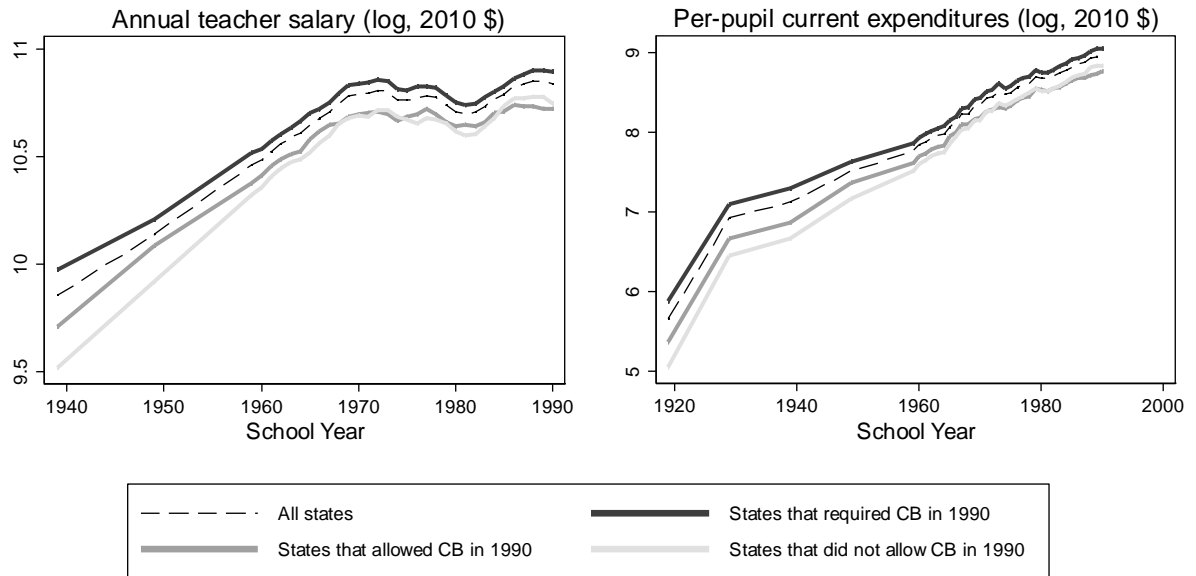 Annual teacher salary (log, 2010 $)
11
10.5
10
9.5
1940 1950 1960 1970 1980 1990
School Year
Per-pupil current expenditures (log, 2010 $)
9
8
7
6
5
1920 1940 1960 1980 2000
School Year
All states
States that required CB in 1990
States that allowed CB in 1990
States that did not allow CB in 1990